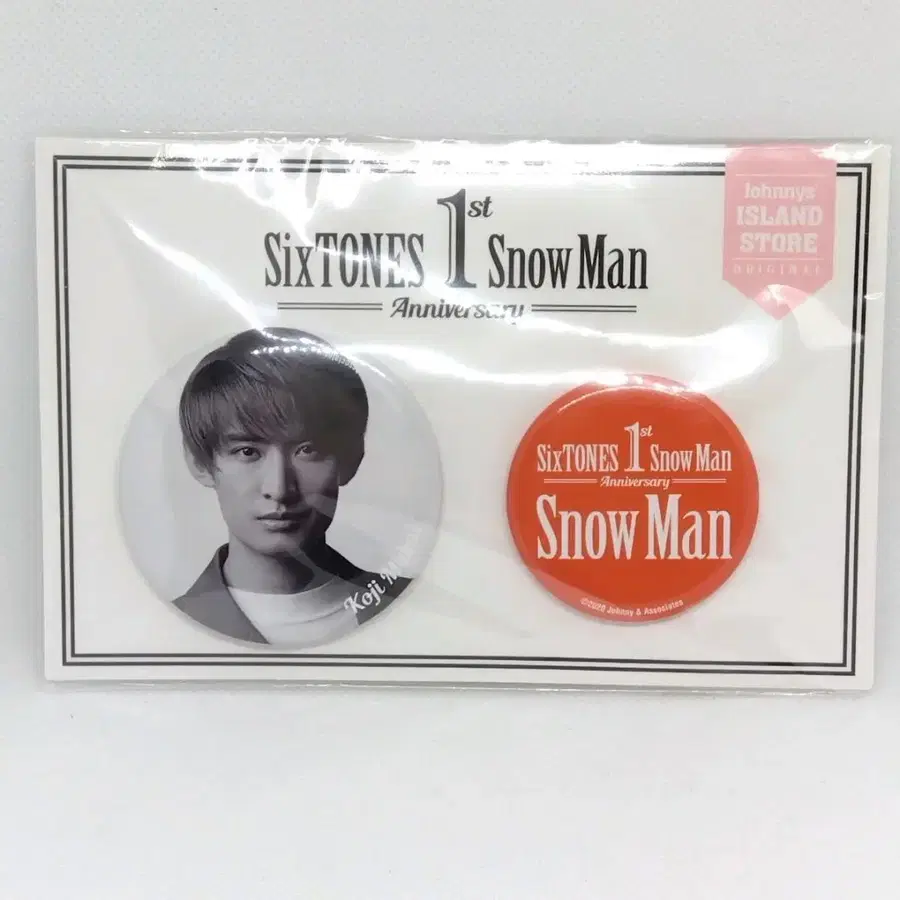 1st
SixTONES Snow Man
Anniversary
Johnnys'
ISLAND
STORE
ORIGINAL
Koji
SixTONES 1st Snow Man
Anniversary
Snow Man
©2020 Johnny & Associates